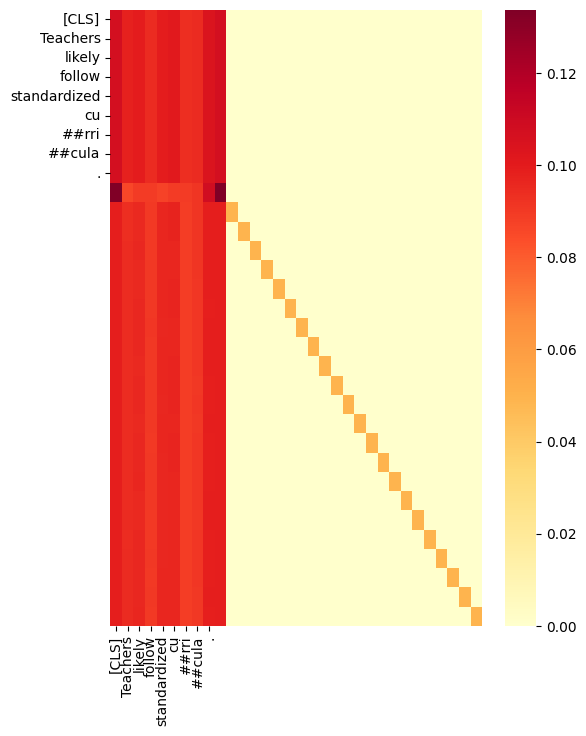 [CLS]
Teachers
likely
follow
standardized
cu
##rri
##cula
.
0.12
0.10
0.08
0.06
0.04
0.02
0.00
[CLS]
Teachers
likely
follow
standardized
cu
##rri
##cula
.